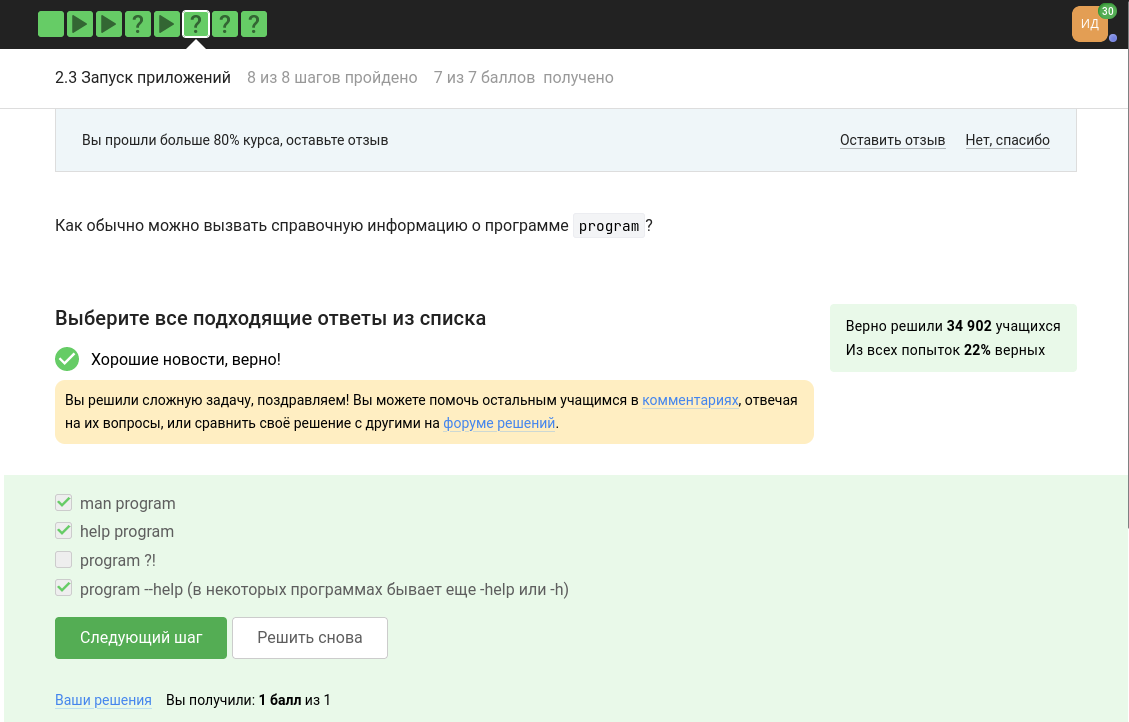 ? ? ? ?
ИД
30
2.3 Запуск приложений 8 из 8 шагов пройдено 7 из 7 баллов получено
Вы прошли больше 80% курса, оставьте отзыв Оставить отзыв Нет, спасибо
Как обычно можно вызвать справочную информацию о программе program?
Выберите все подходящие ответы из списка
Верно решили 34 902 учащихся
Из всех попыток 22% верных
Хорошие новости, верно!
Вы решили сложную задачу, поздравляем! Вы можете помочь остальным учащимся в комментариях, отвечая
на их вопросы, или сравнить своё решение с другими на форуме решений.
man program
help program
program ?!
program --help (в некоторых программах бывает еще -help или -h)
Следующий шаг Решить снова
Ваши решения Вы получили: 1 балл из 1